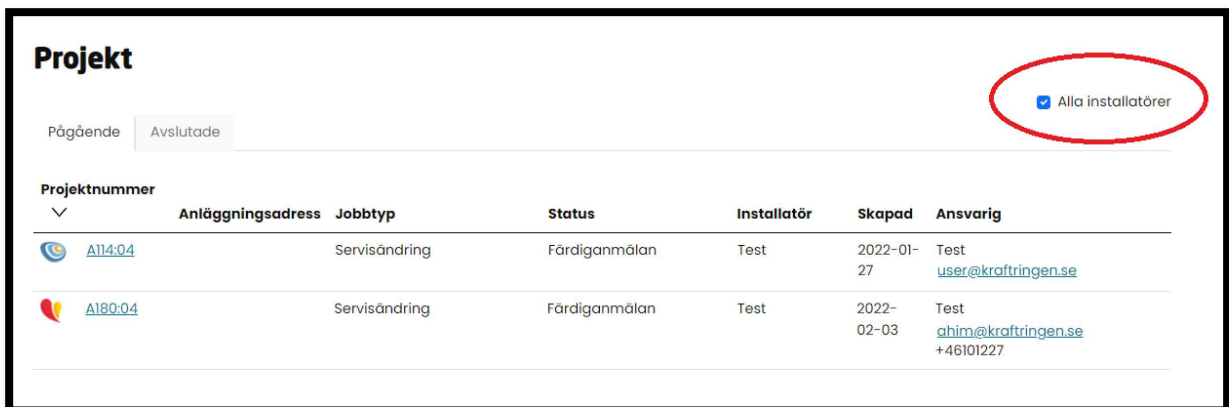 Projekt
Alla installatörer
Pågående Avslutade
Projektnummer
Anläggningsadress Jobbtyp Status Installatör Skapad Ansvarig
A114:04 Servisändring Färdiganmälan Test 2022-01- Test
27 user@kraftringen.se
A180:04 Servisändring Färdiganmälan Test 2022- Test
02-03 ahim@kraftringen.se
+46101227